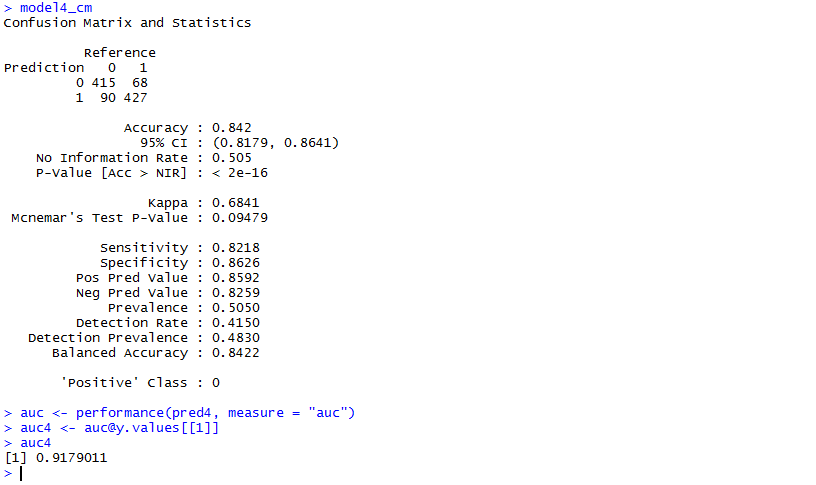 > model4_cm
Confusion Matrix and Statistics
Reference
Prediction 0 1
0 415 68
1 90 427
Accuracy : 0.842
95% CI : (0.8179, 0.8641)
No Information Rate : 0.505
P-Value [Acc > NIR] : < 2e-16
Kappa : 0.6841
Mcnemar's Test P-Value : 0.09479
Sensitivity : 0.8218
Specificity : 0.8626
Pos Pred Value : 0.8592
Neg Pred Value : 0.8259
Prevalence : 0.5050
Detection Rate : 0.4150
Detection Prevalence : 0.4830
Balanced Accuracy : 0.8422
'Positive' Class : 0
> auc <- performance(pred4, measure = "auc")
> auc4 <- auc@y.values[[1]]
> auc4
[1] 0.9179011
>